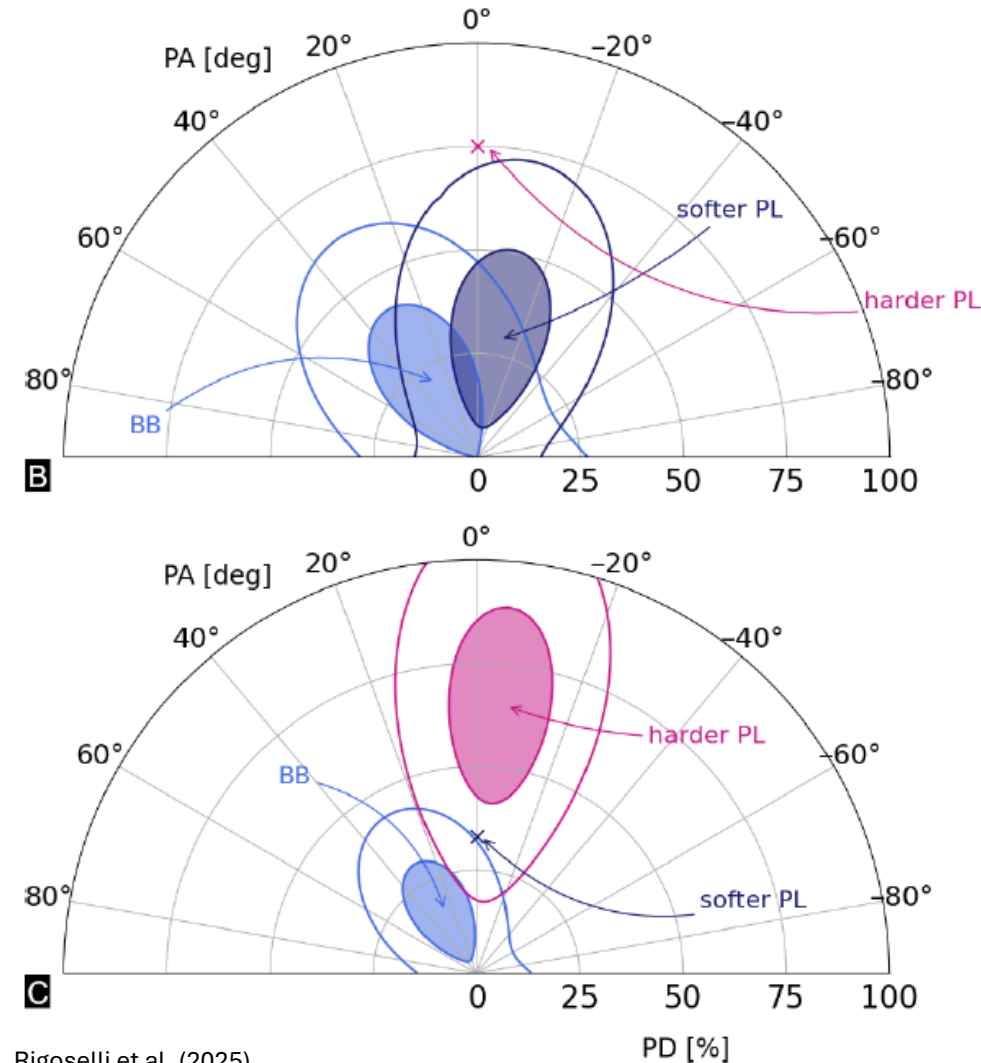 0°
PA [deg] 20° –20°
40° –40°
softer PL
60° –60°
harder PL
80° –80°
BB
B 0 25 50 75 100
0°
PA [deg] 20° –20°
40° –40°
harder PL
60° –60°
BB
80° softer PL –80°
C 0 25 50 75 100
PD [%]
Rigoselli et al. (2025)